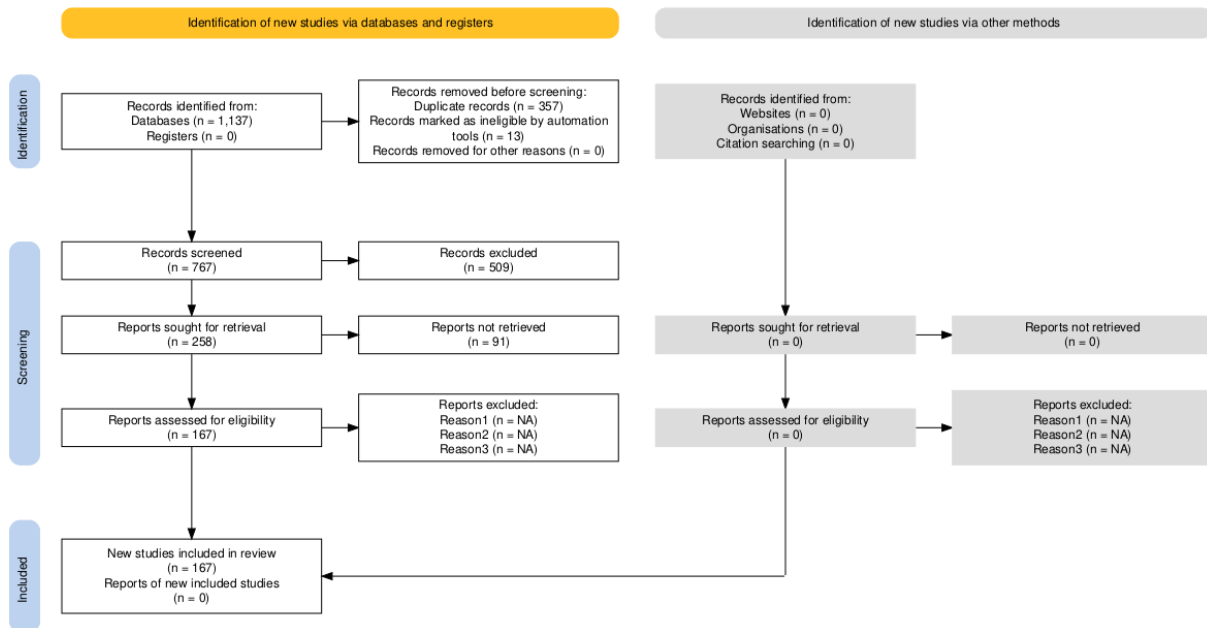 Identification of new studies via databases and registers
Identification of new studies via other methods
Identification
Records identified from:
Databases (n = 1,137)
Registers (n = 0)
Records removed before screening:
Duplicate records (n = 357)
Records marked as ineligible by automation
tools (n = 13)
Records removed for other reasons (n = 0)
Records identified from:
Websites (n = 0)
Organisations (n = 0)
Citation searching (n = 0)
Screening
Records screened
(n = 767)
Records excluded
(n = 509)
Reports sought for retrieval
(n = 258)
Reports not retrieved
(n = 91)
Reports sought for retrieval
(n = 0)
Reports not retrieved
(n = 0)
Reports assessed for eligibility
(n = 167)
Reports excluded:
Reason1 (n = NA)
Reason2 (n = NA)
Reason3 (n = NA)
Reports assessed for eligibility
(n = 0)
Reports excluded:
Reason1 (n = NA)
Reason2 (n = NA)
Reason3 (n = NA)
Included
New studies included in review
(n = 167)
Reports of new included studies
(n = 0)